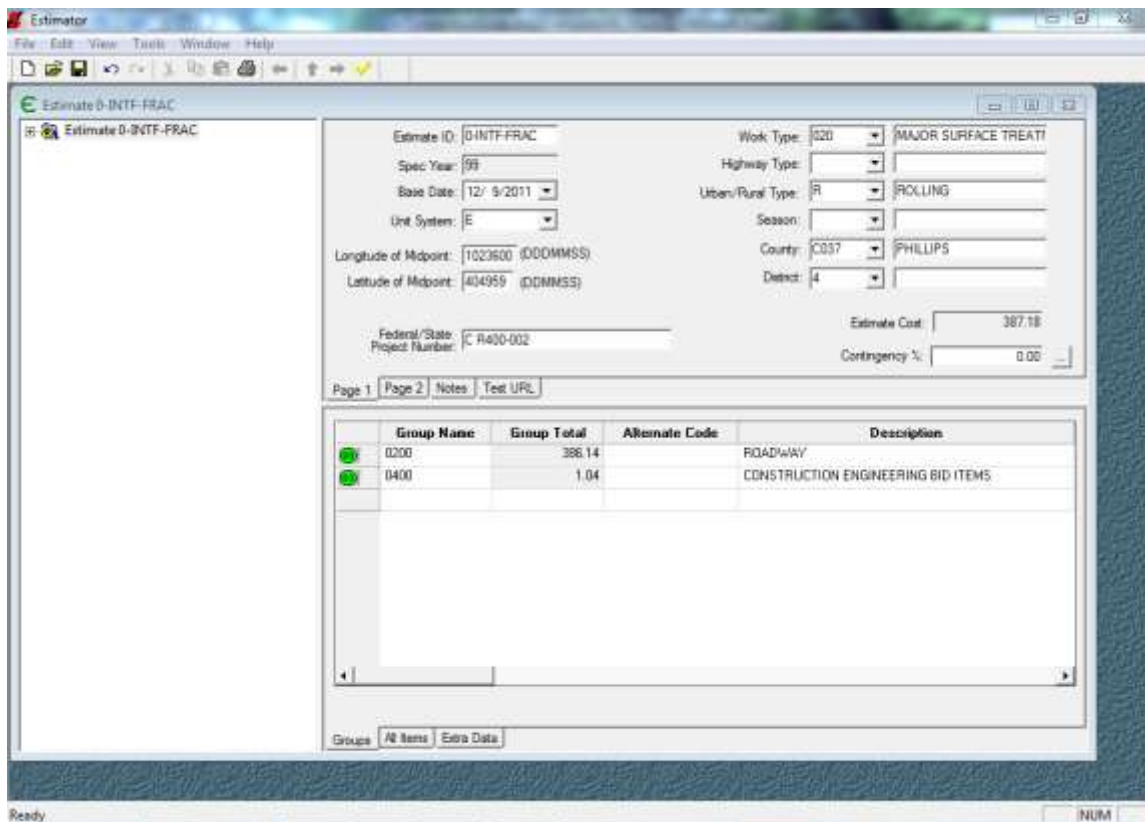 Estimator
File Edit View Tools Window Help
Estimate 0-INTF-FRAC
Estimate 0-INTF-FRAC
Estimate ID: 0-INTF-FRAC
Spec Year: 99
Base Date: 12/ 9/2011
Unit System: E
Longitude of Midpoint: 1023600 (DDDMMSS)
Latitude of Midpoint: 404959 (DDMMSS)
Federal/State Project Number: C R400-002
Work Type: 020 MAJOR SURFACE TREATM
Highway Type:
Urban/Rural Type: R ROLLING
Season:
County: C037 PHILLIPS
District: 4
Estimate Cost: 387.18
Contingency %: 0.00 ...
Page 1 Page 2 Notes Test URL
Group Name Group Total Alternate Code Description
0200 386.14 ROADWAY
0400 1.04 CONSTRUCTION ENGINEERING BID ITEMS
Groups All Items Extra Data
Ready NUM